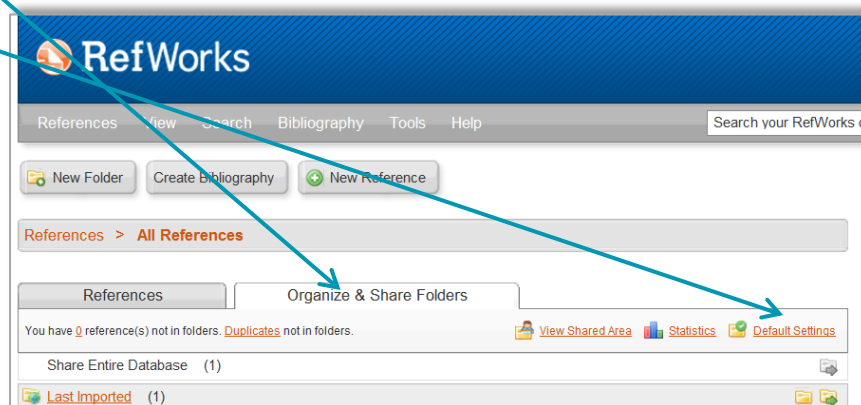 RefWorks
References View Search Bibliography Tools Help
Search your RefWorks
New Folder Create Bibliography New Reference
References > All References
References Organize & Share Folders
You have 0 reference(s) not in folders. Duplicates not in folders. View Shared Area Statistics Default Settings
Share Entire Database (1)
Last Imported (1)